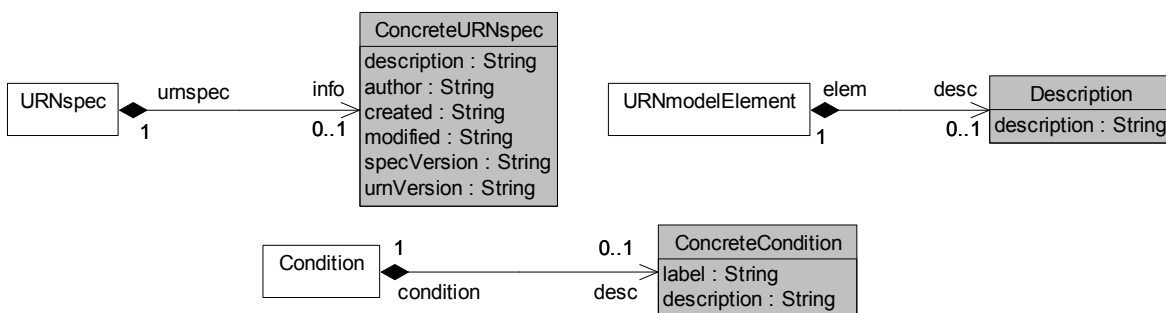 ConcreteURNspec
description : String
author : String
created : String
modified : String
specVersion : String
urnVersion : String
URNspec
urnspec
info
1
0..1
URNmodelElement
elem
desc
1
0..1
Description
description : String
Condition
1
condition
0..1
desc
ConcreteCondition
label : String
description : String